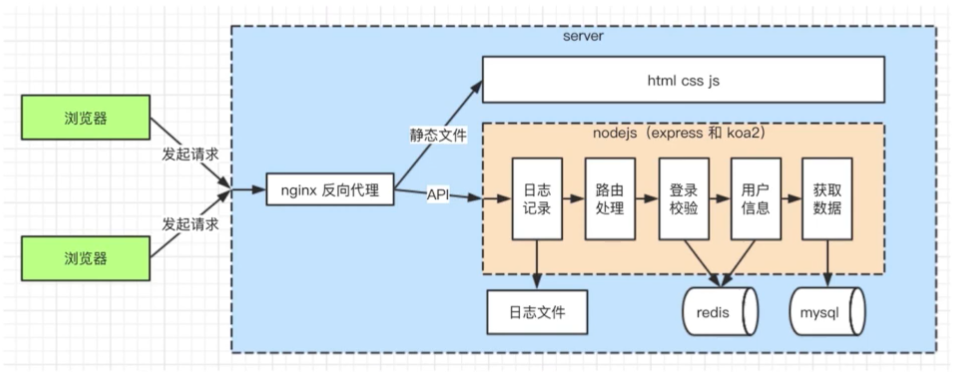 server
html css js
浏览器
发起请求
静态文件
nodejs（express 和 koa2）
nginx 反向代理
API
日志
记录
路由
处理
登录
校验
用户
信息
获取
数据
发起请求
浏览器
日志文件
redis
mysql